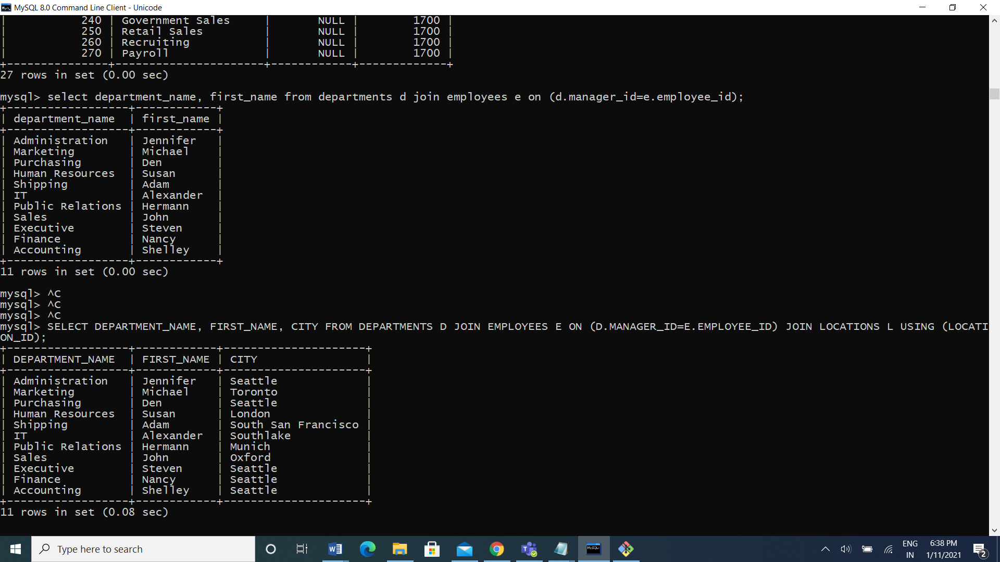 MySQL 8.0 Command Line Client - Unicode
|           240 | Government Sales     |       NULL |        1700 |
|           250 | Retail Sales         |       NULL |        1700 |
|           260 | Recruiting           |       NULL |        1700 |
|           270 | Payroll              |       NULL |        1700 |
+---------------+----------------------+------------+-------------+
27 rows in set (0.00 sec)
mysql> select department_name, first_name from departments d join employees e on (d.manager_id=e.employee_id);
+------------------+------------+
| department_name  | first_name |
+------------------+------------+
| Administration   | Jennifer   |
| Marketing        | Michael    |
| Purchasing       | Den        |
| Human Resources  | Susan      |
| Shipping         | Adam       |
| IT               | Alexander  |
| Public Relations | Hermann    |
| Sales            | John       |
| Executive        | Steven     |
| Finance          | Nancy      |
| Accounting       | Shelley    |
+------------------+------------+
11 rows in set (0.00 sec)
mysql> ^C
mysql> ^C
mysql> ^C
mysql> SELECT DEPARTMENT_NAME, FIRST_NAME, CITY FROM DEPARTMENTS D JOIN EMPLOYEES E ON (D.MANAGER_ID=E.EMPLOYEE_ID) JOIN LOCATIONS L USING (LOCATI
ON_ID);
+------------------+------------+---------------------+
| DEPARTMENT_NAME  | FIRST_NAME | CITY                |
+------------------+------------+---------------------+
| Administration   | Jennifer   | Seattle             |
| Marketing        | Michael    | Toronto             |
| Purchasing       | Den        | Seattle             |
| Human Resources  | Susan      | London              |
| Shipping         | Adam       | South San Francisco |
| IT               | Alexander  | Southlake           |
| Public Relations | Hermann    | Munich              |
| Sales            | John       | Oxford              |
| Executive        | Steven     | Seattle             |
| Finance          | Nancy      | Seattle             |
| Accounting       | Shelley    | Seattle             |
+------------------+------------+---------------------+
11 rows in set (0.08 sec)
Type here to search
ENG
IN
6:38 PM
1/11/2021
2